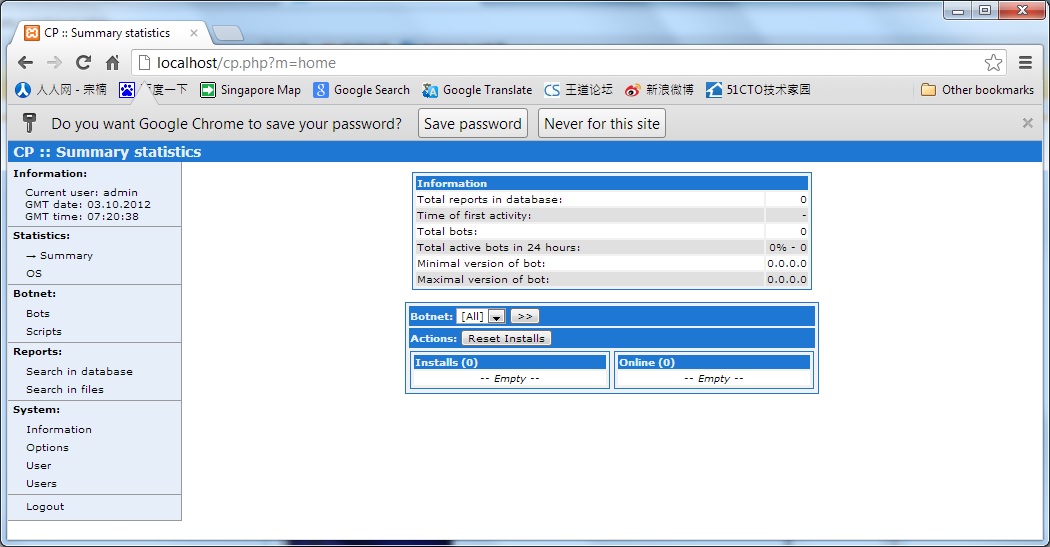 CP :: Summary statistics
localhost/cp.php?m=home
人人网 - 宗楠 百度一下 Singapore Map Google Search Google Translate CS 王道论坛 新浪微博 51CTO技术家园 Other bookmarks
Do you want Google Chrome to save your password? Save password Never for this site
CP :: Summary statistics
Information:
Current user: admin
GMT date: 03.10.2012
GMT time: 07:20:38
Statistics:
→ Summary
OS
Botnet:
Bots
Scripts
Reports:
Search in database
Search in files
System:
Information
Options
User
Users
Logout
Information
Total reports in database: 0
Time of first activity: -
Total bots: 0
Total active bots in 24 hours: 0% - 0
Minimal version of bot: 0.0.0.0
Maximal version of bot: 0.0.0.0
Botnet: [All] >>
Actions: Reset Installs
Installs (0) Online (0)
-- Empty -- -- Empty --